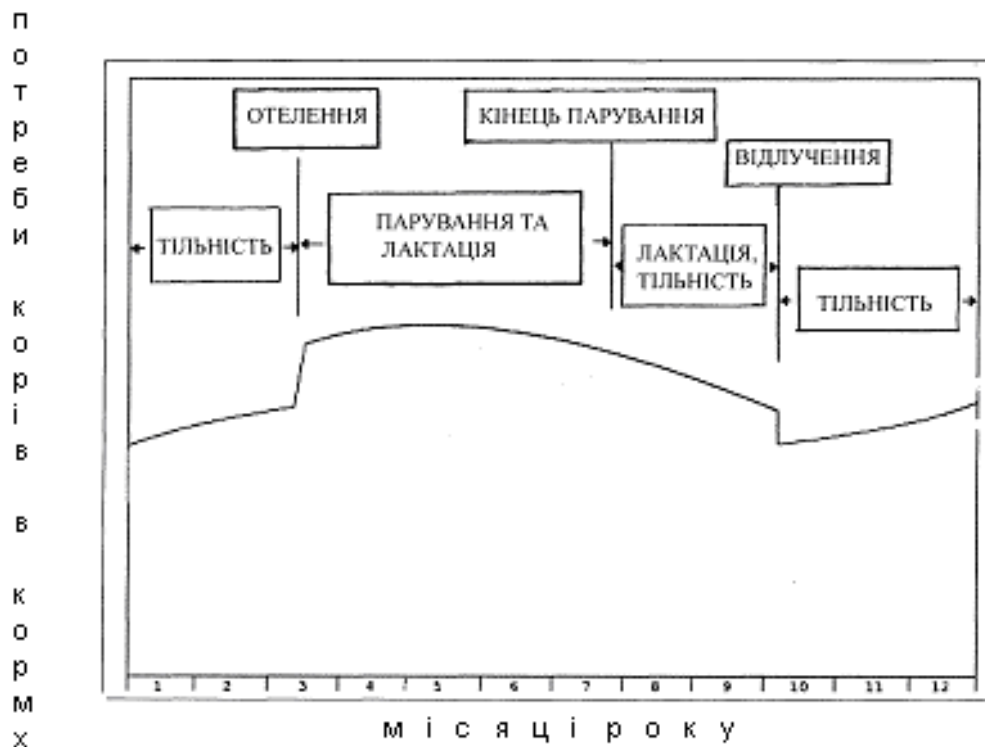 потреби корів в кормх
ОТЕЛЕННЯ
КІНЕЦЬ ПАРУВАННЯ
ВІДЛУЧЕННЯ
ТІЛЬНІСТЬ
ПАРУВАННЯ ТА
ЛАКТАЦІЯ
ЛАКТАЦІЯ,
ТІЛЬНІСТЬ
ТІЛЬНІСТЬ
1 2 3 4 5 6 7 8 9 10 11 12
місяці року